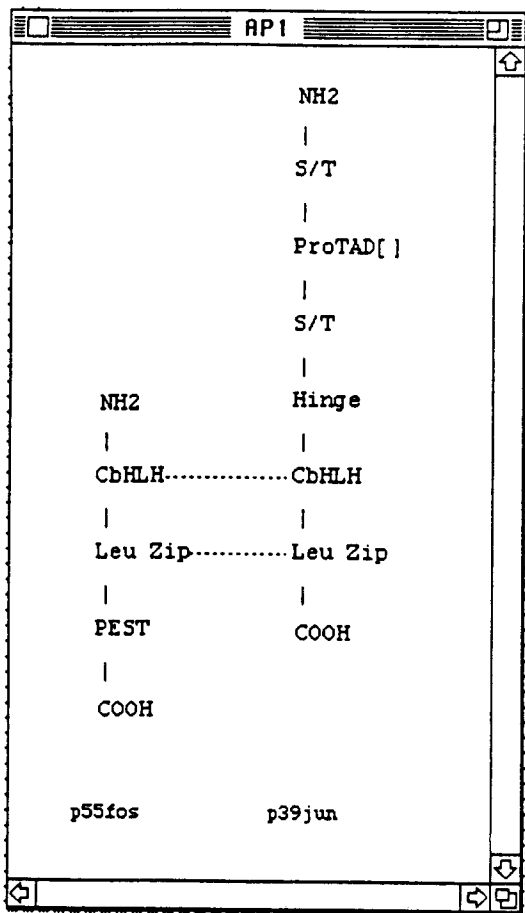 AP1
NH2
|
S/T
|
ProTAD[ ]
|
S/T
|
NH2 Hinge
| |
CbHLH...............CbHLH
| |
Leu Zip.............Leu Zip
| |
PEST COOH
|
COOH
p55fos p39jun